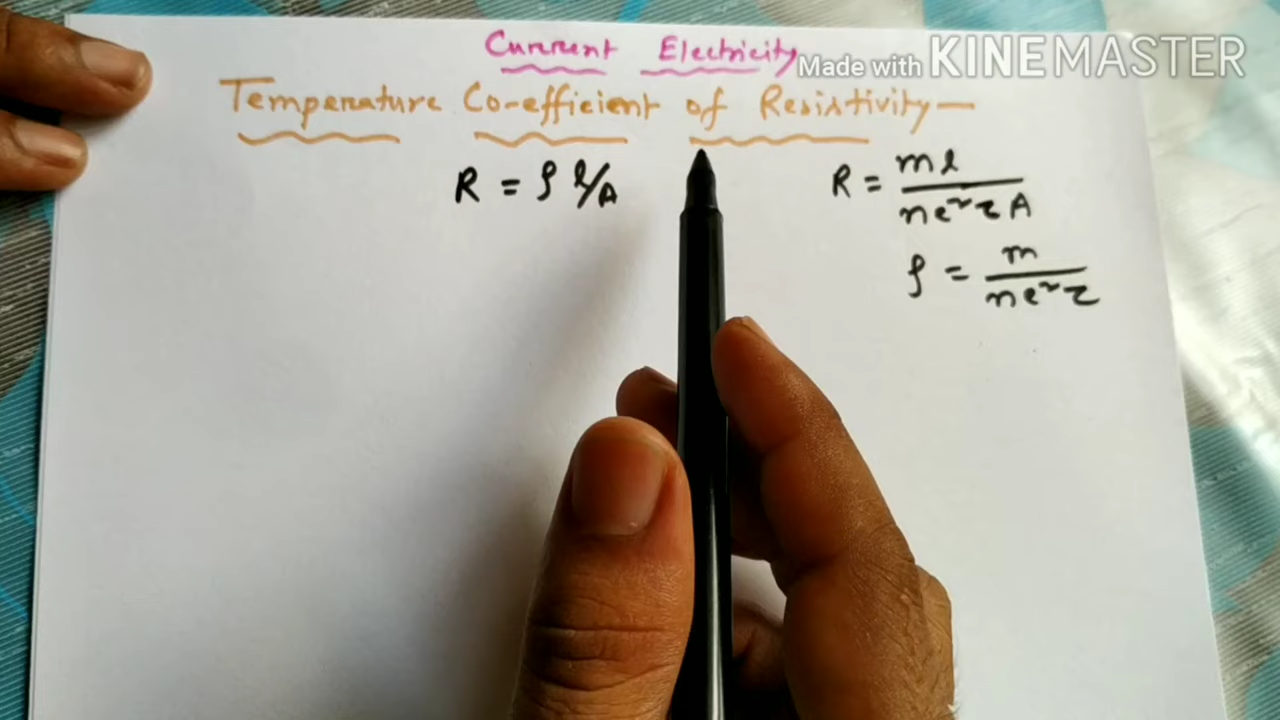 Current Electricity
Made with KINEMASTER
Temperature Co-efficient of Resistivity—
R = ρ l/A
R = ml / ne²τA
ρ = m / ne²τ